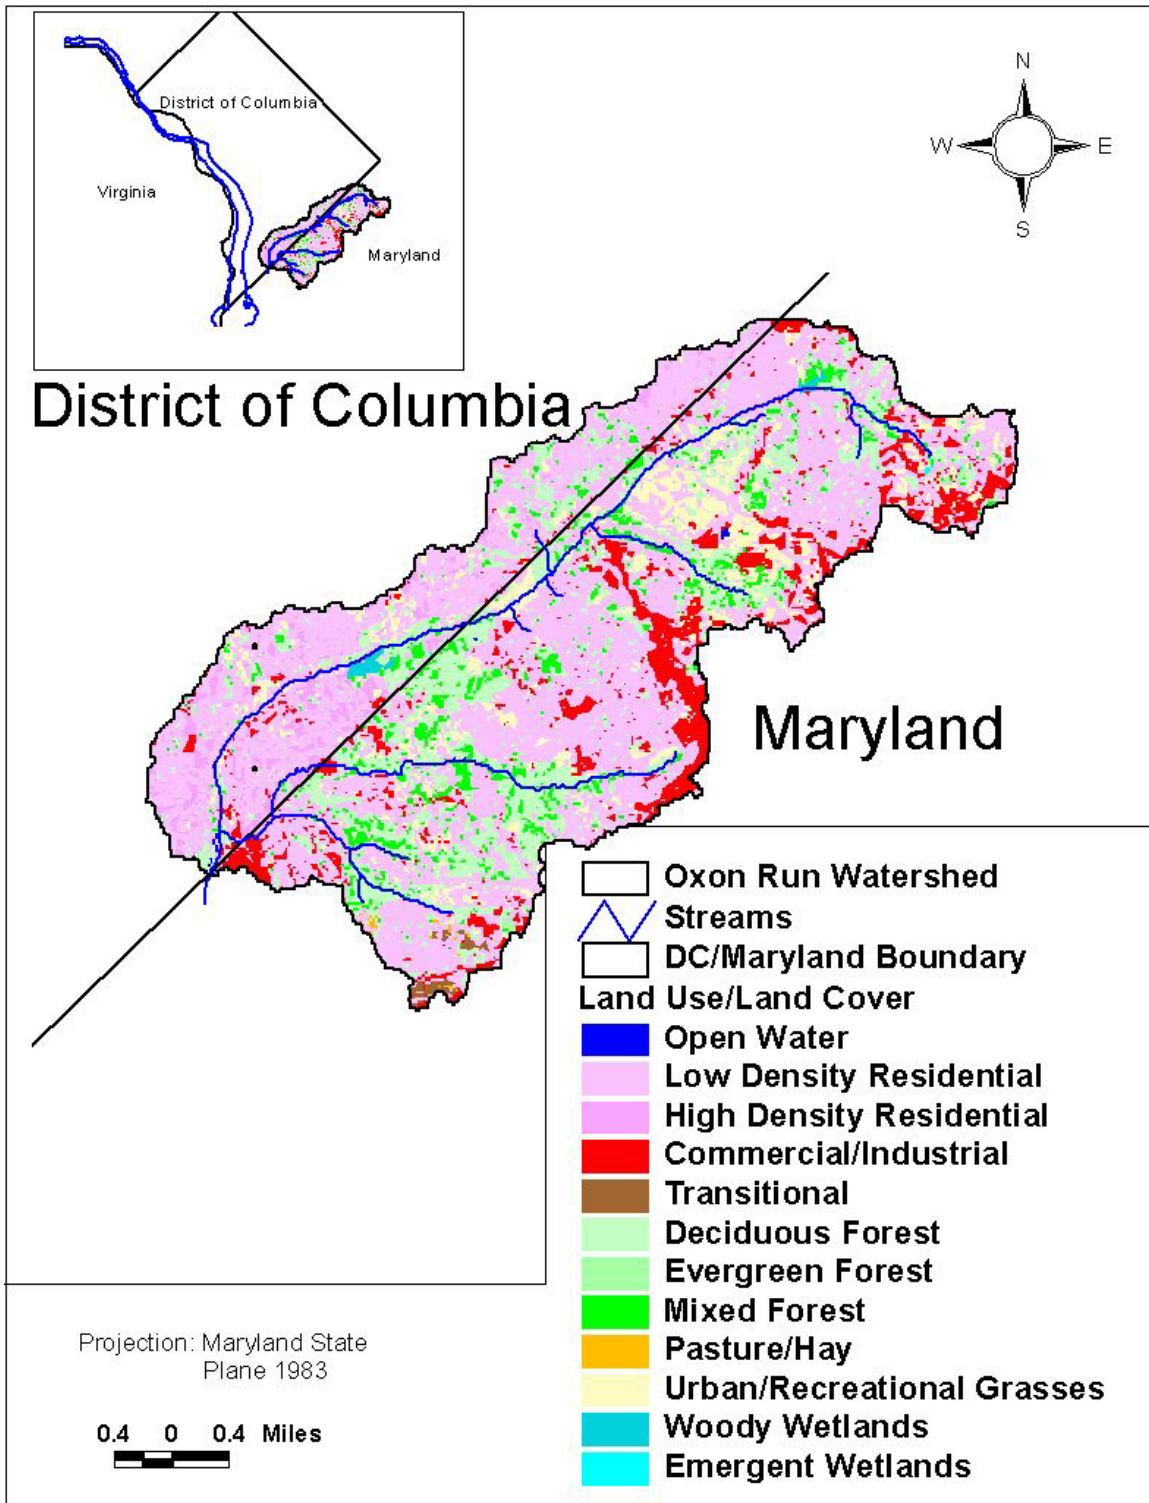 District of Columbia
Virginia
Maryland
N
W
E
S
District of Columbia
Maryland
Oxon Run Watershed
Streams
DC/Maryland Boundary
Land Use/Land Cover
Open Water
Low Density Residential
High Density Residential
Commercial/Industrial
Transitional
Deciduous Forest
Evergreen Forest
Mixed Forest
Pasture/Hay
Urban/Recreational Grasses
Woody Wetlands
Emergent Wetlands
Projection: Maryland State
Plane 1983
0.4 0 0.4 Miles